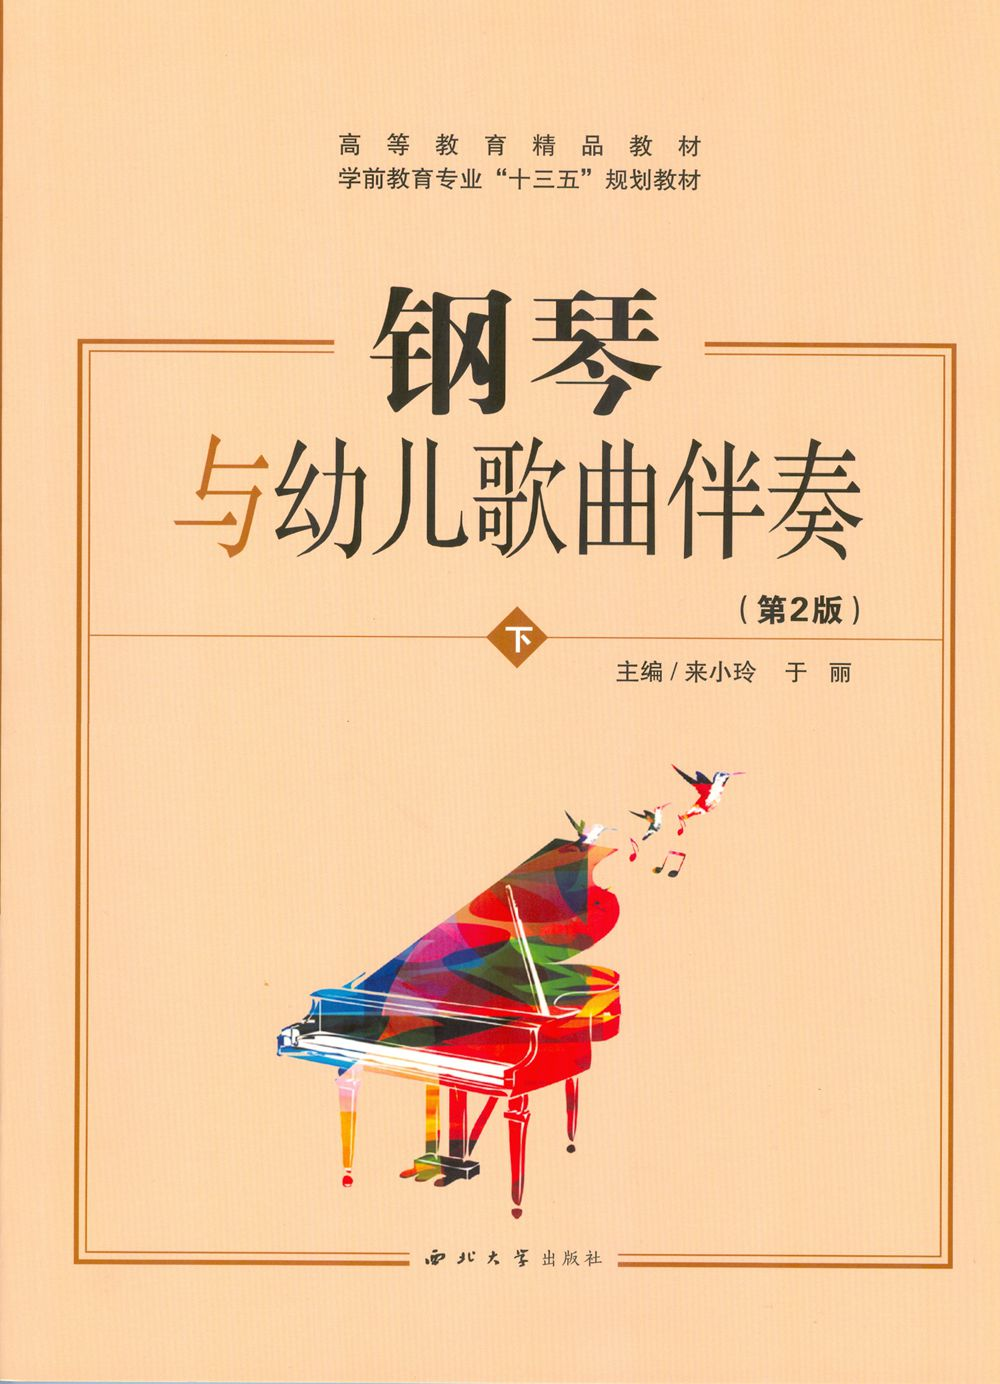 高等教育精品教材
学前教育专业“十三五”规划教材
钢琴
与幼儿歌曲伴奏
（第2版）
下
主编/来小玲 于丽
西北大学出版社